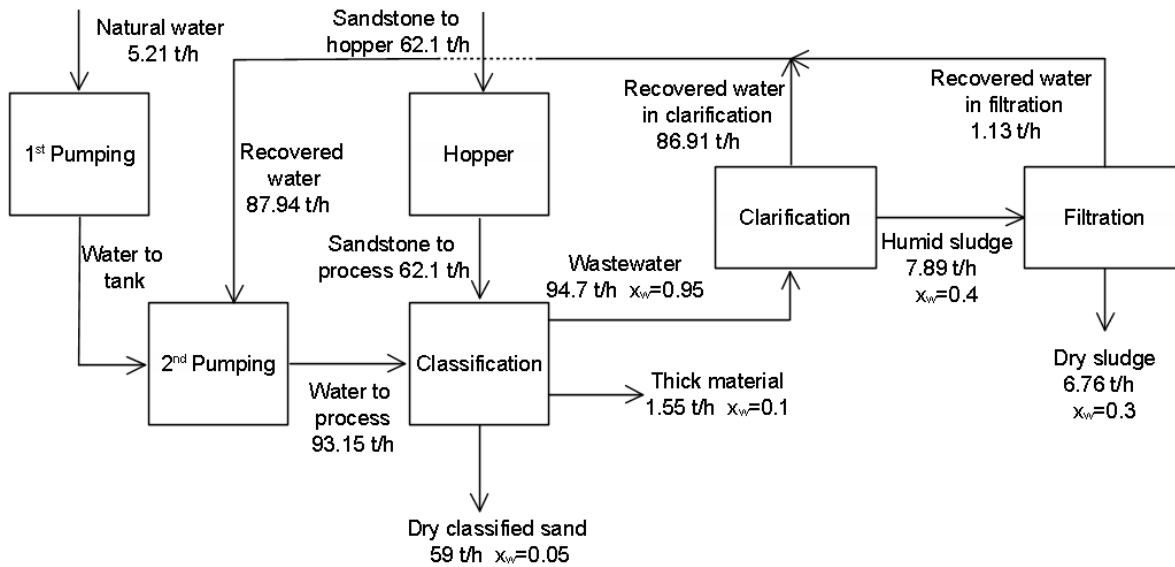 Natural water
5.21 t/h
Sandstone to
hopper 62.1 t/h
1st Pumping
Recovered
water
87.94 t/h
Hopper
Recovered water
in clarification
86.91 t/h
Recovered water
in filtration
1.13 t/h
Clarification
Filtration
Water to
tank
Sandstone to
process 62.1 t/h
Wastewater
94.7 t/h xw=0.95
Humid sludge
7.89 t/h
xw=0.4
2nd Pumping
Water to
process
93.15 t/h
Classification
Thick material
1.55 t/h xw=0.1
Dry sludge
6.76 t/h
xw=0.3
Dry classified sand
59 t/h xw=0.05